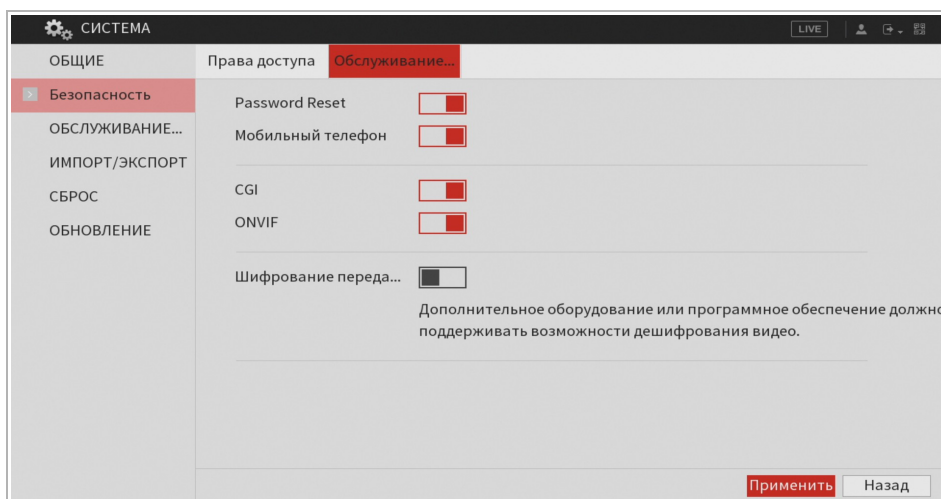 СИСТЕМА
LIVE
ОБЩИЕ
Безопасность
ОБСЛУЖИВАНИЕ...
ИМПОРТ/ЭКСПОРТ
СБРОС
ОБНОВЛЕНИЕ
Права доступа
Обслуживание...
Password Reset
Мобильный телефон
CGI
ONVIF
Шифрование переда...
Дополнительное оборудование или программное обеспечение должно
поддерживать возможности дешифрования видео.
Применить
Назад